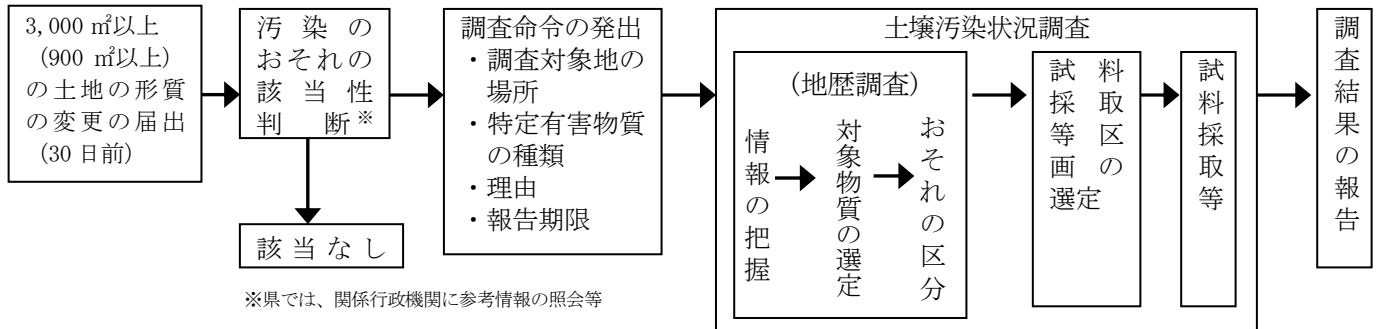 3,000 ㎡以上
(900 ㎡以上)
の土地の形質
の変更の届出
(30 日前)
汚染の
おそれの
該当性
判断※
該当なし
※県では、関係行政機関に参考情報の照会等
調査命令の発出
・調査対象地の
場所
・特定有害物質
の種類
・理由
・報告期限
土壌汚染状況調査
(地歴調査)
情報の把握
対象物質の選定
おそれの区分
試料
採取区
等の
画
選定
試料採取等
調査結果の報告